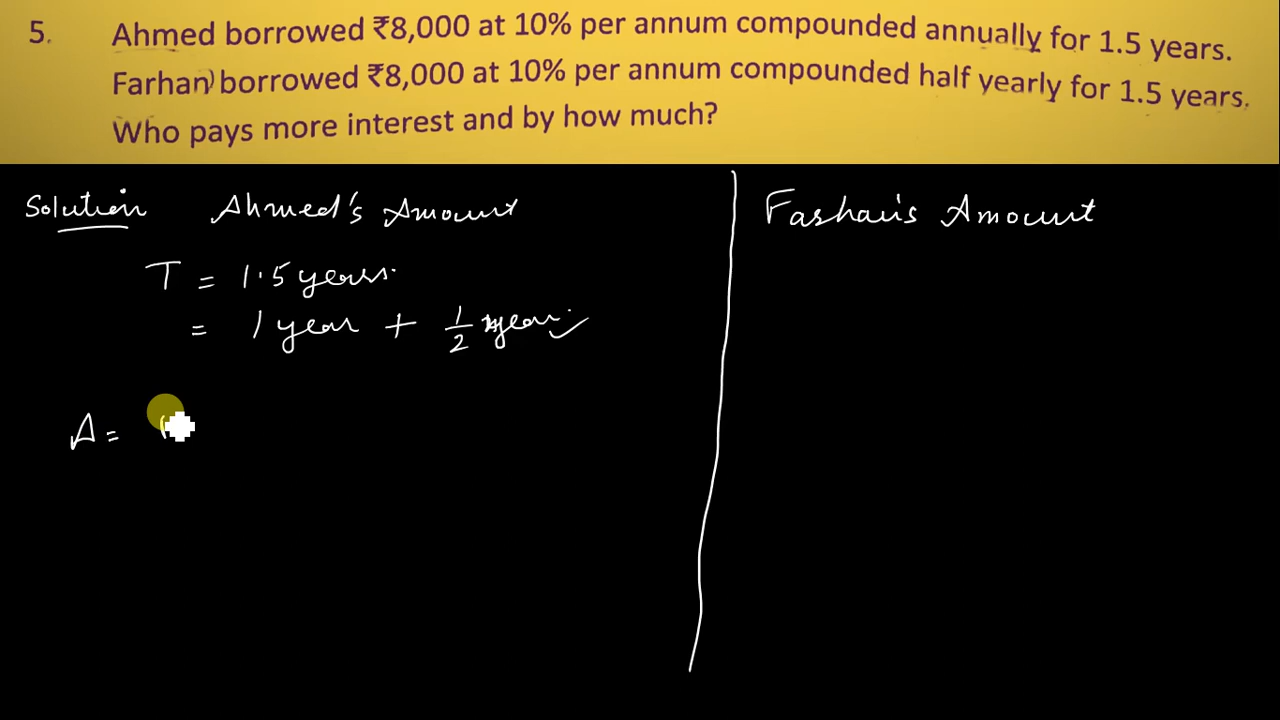 5. Ahmed borrowed ₹8,000 at 10% per annum compounded annually for 1.5 years.
Farhan borrowed ₹8,000 at 10% per annum compounded half yearly for 1.5 years.
Who pays more interest and by how much?
Solution Ahmed's Amount
T = 1.5 years.
= 1 year + 1/2 year.
A =
Farhan's Amount